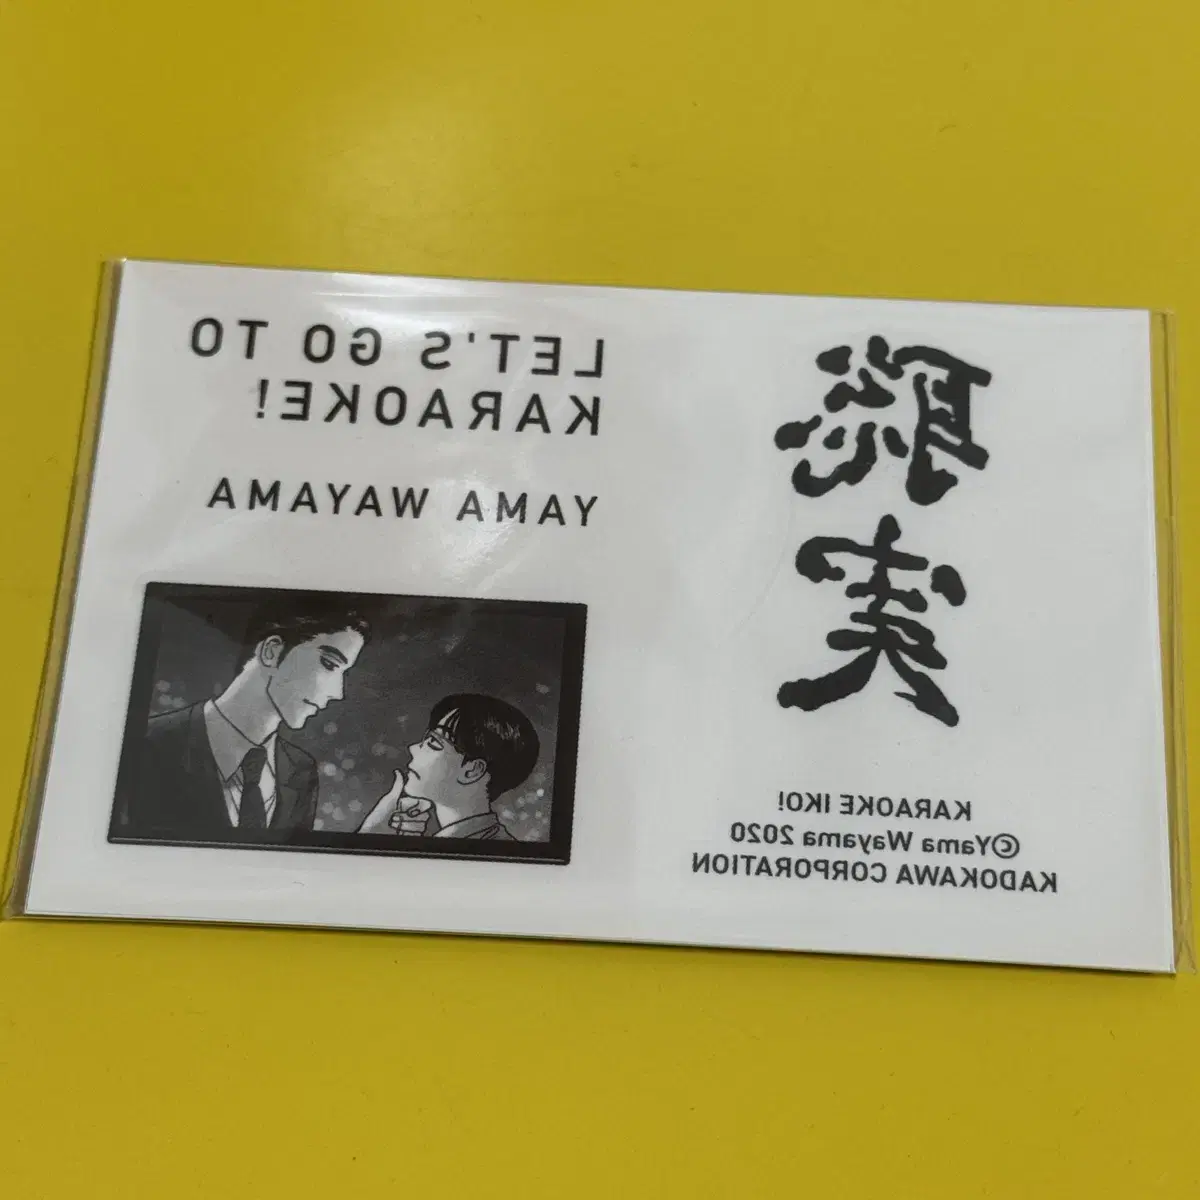 LET'S GO TO
KARAOKE!
YAMA WAYAMA
聡実
KARAOKE IKO!
©Yama Wayama 2020
KADOKAWA CORPORATION